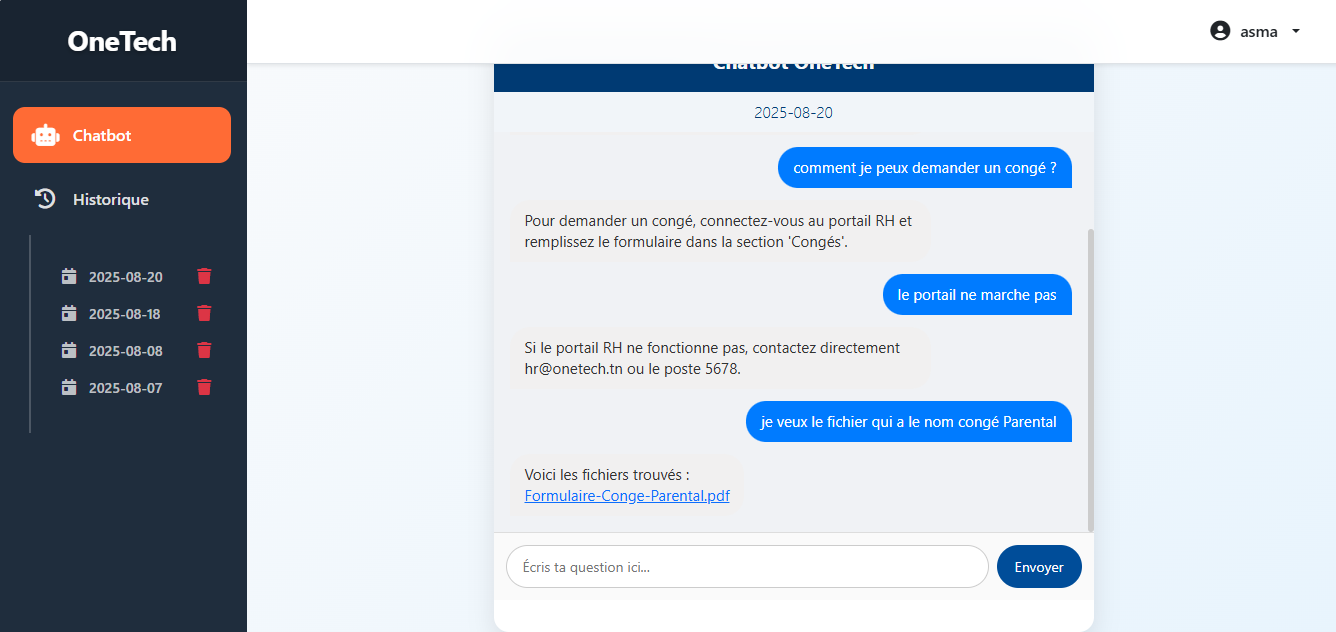 OneTech
asma
Chatbot
Historique
2025-08-20
2025-08-18
2025-08-08
2025-08-07
Chatbot OneTech
2025-08-20
comment je peux demander un congé ?
Pour demander un congé, connectez-vous au portail RH et
remplissez le formulaire dans la section 'Congés'.
le portail ne marche pas
Si le portail RH ne fonctionne pas, contactez directement
hr@onetech.tn ou le poste 5678.
je veux le fichier qui a le nom congé Parental
Voici les fichiers trouvés :
Formulaire-Conge-Parental.pdf
Écris ta question ici...
Envoyer